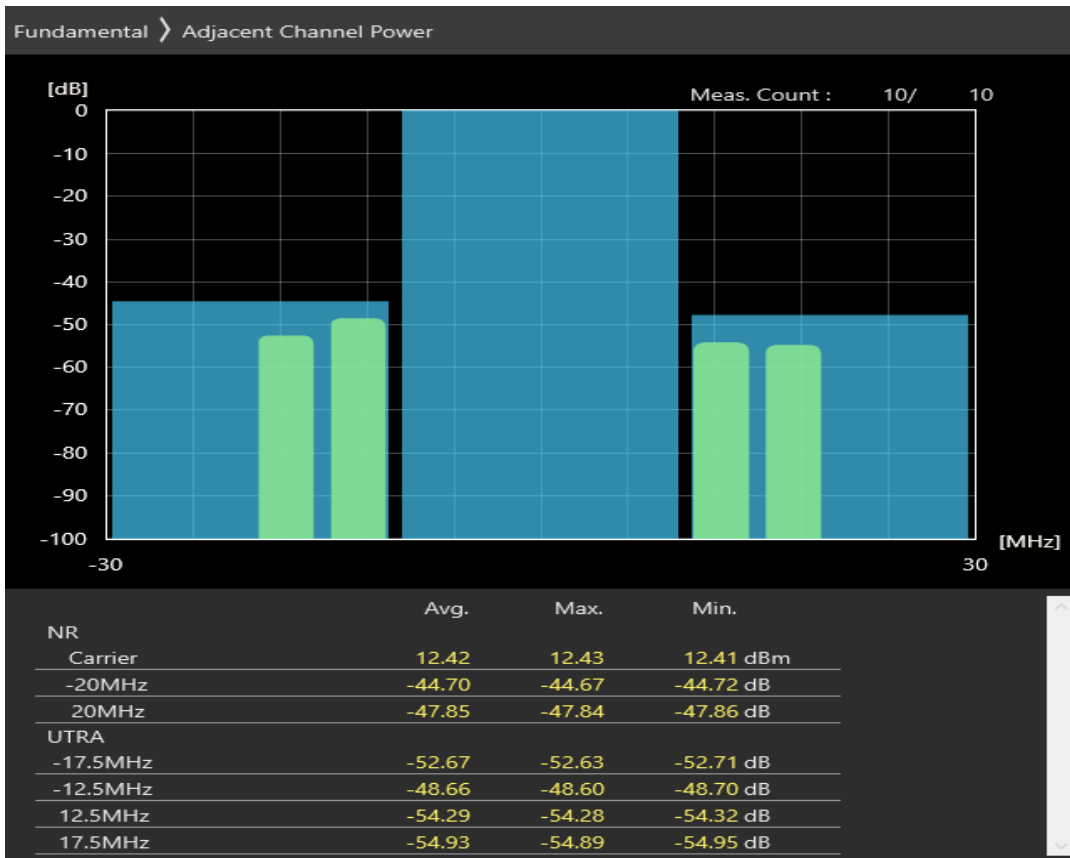 Fundamental 〉 Adjacent Channel Power
[dB]
Meas. Count : 10/ 10
0
-10
-20
-30
-40
-50
-60
-70
-80
-90
-100
[MHz]
-30 30
Avg. Max. Min.
NR
Carrier 12.42 12.43 12.41 dBm
-20MHz -44.70 -44.67 -44.72 dB
20MHz -47.85 -47.84 -47.86 dB
UTRA
-17.5MHz -52.67 -52.63 -52.71 dB
-12.5MHz -48.66 -48.60 -48.70 dB
12.5MHz -54.29 -54.28 -54.32 dB
17.5MHz -54.93 -54.89 -54.95 dB